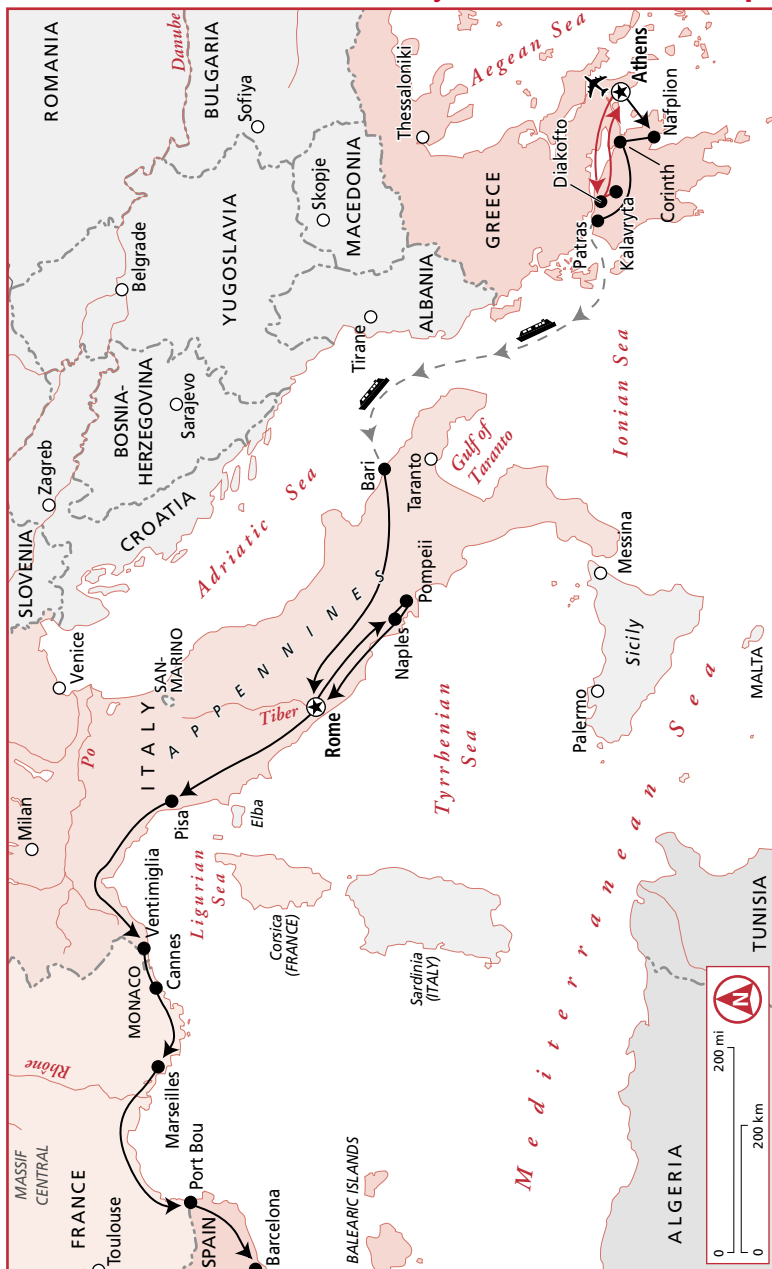 ROMANIA
Danube
BULGARIA
Sofiya
Belgrade
YUGOSLAVIA
Skopje
MACEDONIA
Thessaloniki
Aegean Sea
Athens
Nafplion
Diakofto
Corinth
GREECE
Patras
Kalavryta
ALBANIA
Tirane
Ionian Sea
BOSNIA-
HERZEGOVINA
Sarajevo
Zagreb
CROATIA
SLOVENIA
Adriatic Sea
Bari
Taranto
Gulf of
Taranto
Messina
Pompeii
Naples
Sicily
Palermo
MALTA
Venice
SAN-
MARINO
APPENNINES
ITALY
Tiber
Rome
Tyrrhenian
Sea
Po
Milan
Pisa
Elba
Ligurian
Sea
Corsica
(FRANCE)
Sardinia
(ITALY)
Mediterranean Sea
TUNISIA
Ventimiglia
MONACO
Cannes
Rhône
Marseilles
MASSIF
CENTRAL
FRANCE
Toulouse
Port Bou
SPAIN
Barcelona
BALEARIC ISLANDS
ALGERIA
N
0 200 mi
0 200 km